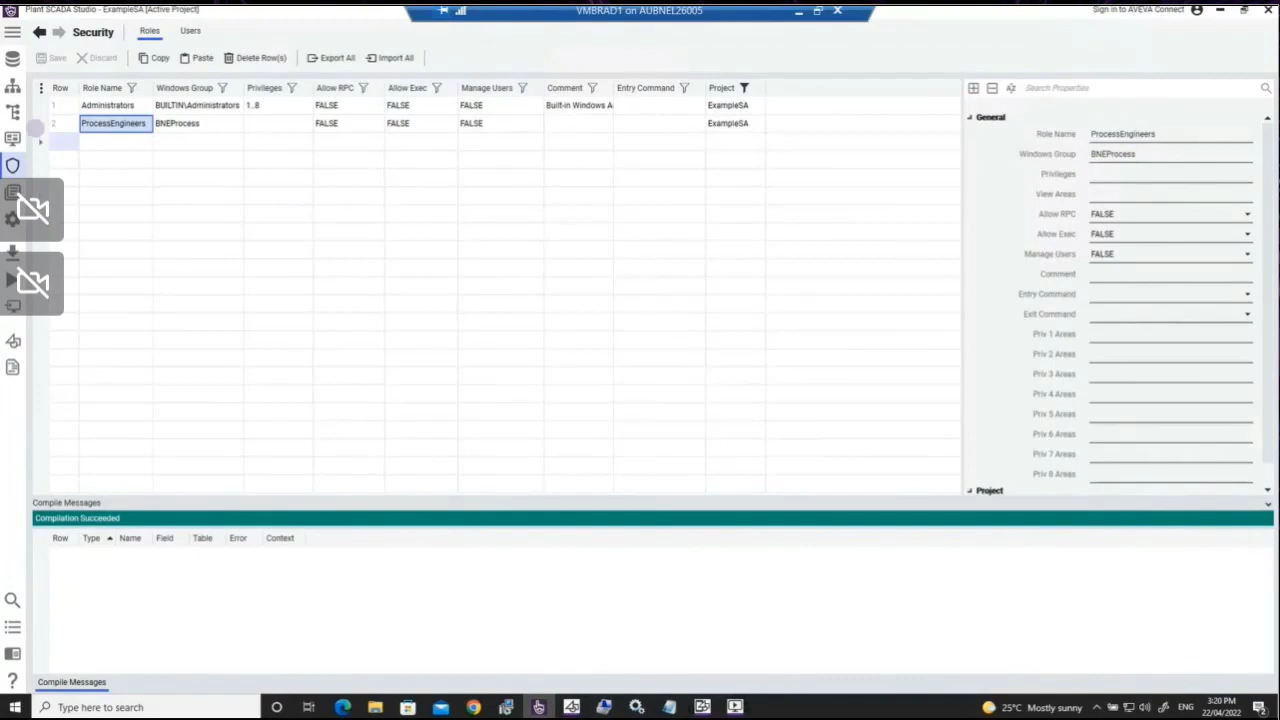 Plant SCADA Studio - ExampleSA [Active Project]
VMBRAD1 on AUBNEL26005
Sign in to AVEVA Connect
Security Roles Users
Save Discard Copy Paste Delete Row(s) Export All Import All
Row Role Name Windows Group Privileges Allow RPC Allow Exec Manage Users Comment Entry Command Project
1 Administrators BUILTIN\Administrators 1..8 FALSE FALSE FALSE Built-in Windows A ExampleSA
2 ProcessEngineers BNEProcess FALSE FALSE FALSE ExampleSA
Search Properties
General
Role Name ProcessEngineers
Windows Group BNEProcess
Privileges
View Areas
Allow RPC FALSE
Allow Exec FALSE
Manage Users FALSE
Comment
Entry Command
Exit Command
Priv 1 Areas
Priv 2 Areas
Priv 3 Areas
Priv 4 Areas
Priv 5 Areas
Priv 6 Areas
Priv 7 Areas
Priv 8 Areas
Project
Compile Messages
Compilation Succeeded
Row Type Name Field Table Error Context
Compile Messages
Type here to search
25°C Mostly sunny
ENG
3:20 PM
22/04/2022
2